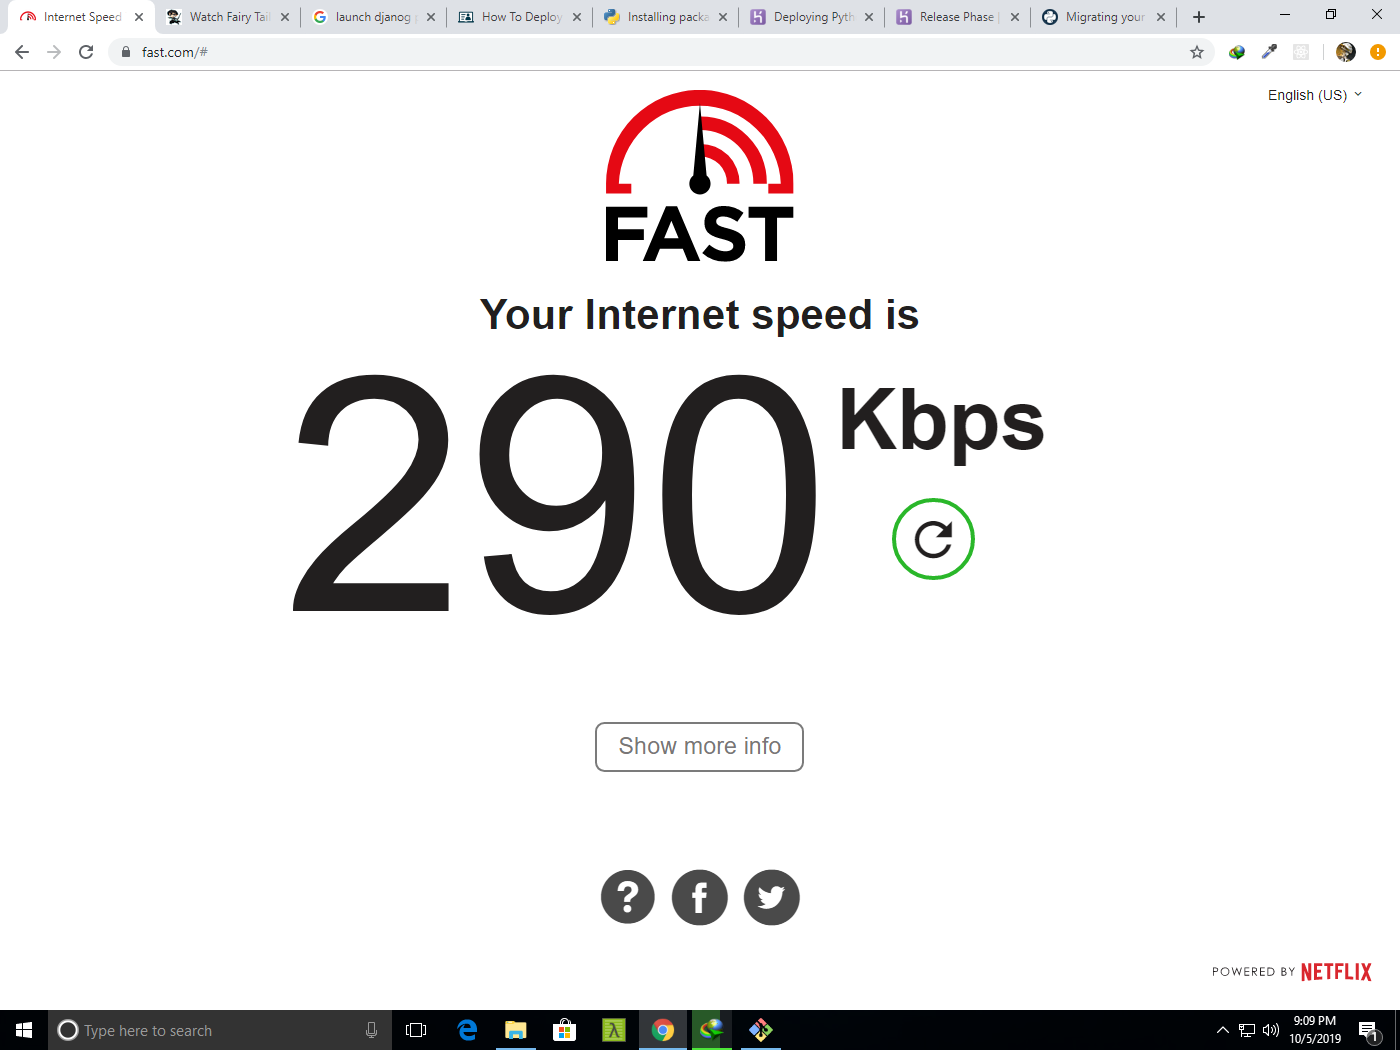 Internet Speed
Watch Fairy Tail
launch djanog p
How To Deploy
Installing packa
Deploying Pyth
Release Phase |
Migrating your
fast.com/#
English (US)
FAST
Your Internet speed is
290 Kbps
Show more info
POWERED BY NETFLIX
Type here to search
9:09 PM
10/5/2019
1